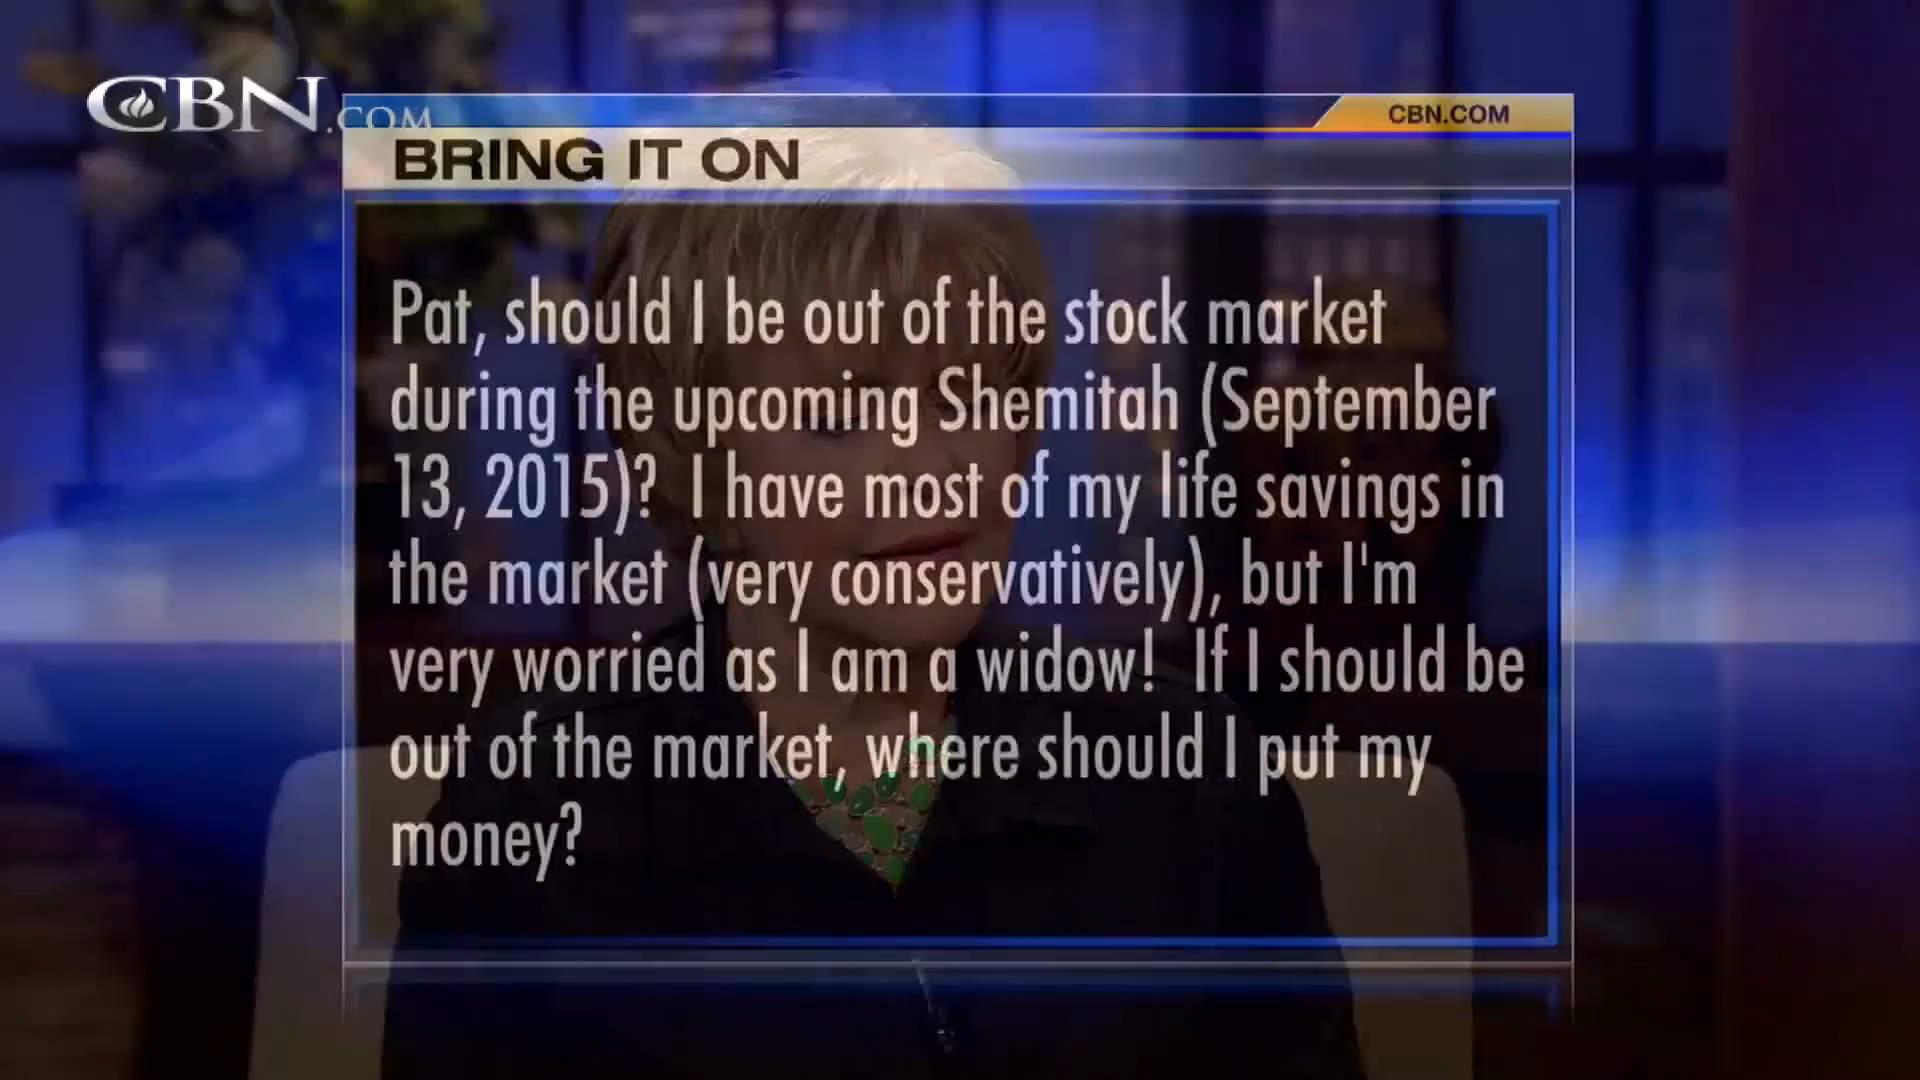 CBN.COM
CBN.COM
BRING IT ON
Pat, should I be out of the stock market
during the upcoming Shemitah (September
13, 2015)? I have most of my life savings in
the market (very conservatively), but I'm
very worried as I am a widow! If I should be
out of the market, where should I put my
money?